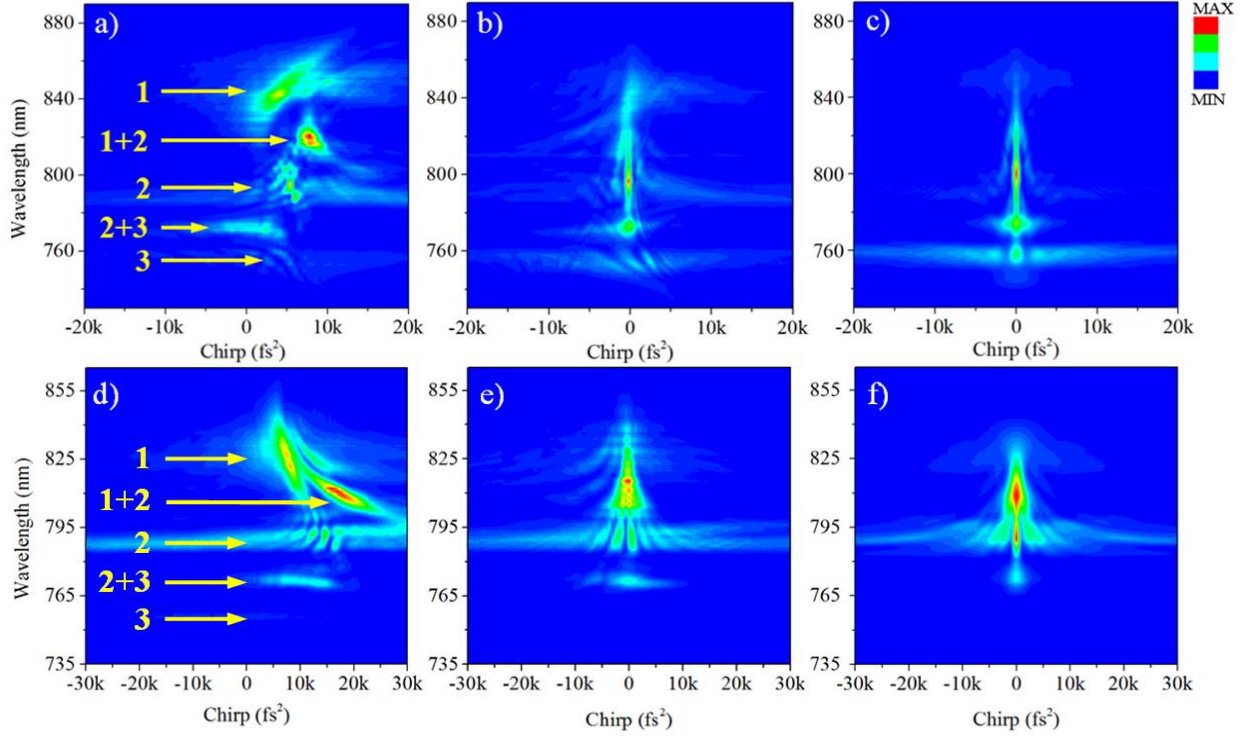 a)
b)
c)
MAX
MIN
880
840
800
760
Wavelength (nm)
1
1+2
2
2+3
3
-20k
-10k
0
10k
20k
Chirp (fs²)
880
840
800
760
-20k
-10k
0
10k
20k
Chirp (fs²)
880
840
800
760
-20k
-10k
0
10k
20k
Chirp (fs²)
d)
e)
f)
855
825
795
765
735
Wavelength (nm)
1
1+2
2
2+3
3
-30k
-20k
-10k
0
10k
20k
30k
Chirp (fs²)
855
825
795
765
735
-30k
-20k
-10k
0
10k
20k
30k
Chirp (fs²)
855
825
795
765
735
-30k
-20k
-10k
0
10k
20k
30k
Chirp (fs²)